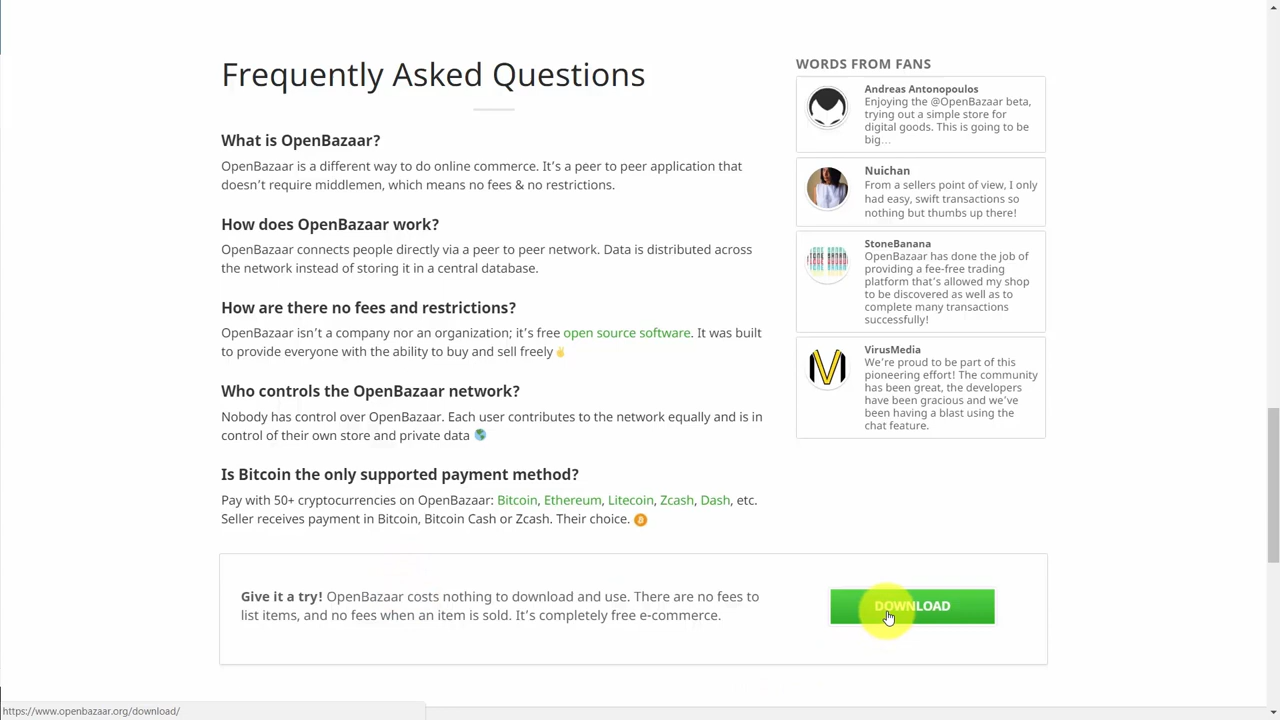 Frequently Asked Questions
What is OpenBazaar?
OpenBazaar is a different way to do online commerce. It's a peer to peer application that
doesn't require middlemen, which means no fees & no restrictions.
How does OpenBazaar work?
OpenBazaar connects people directly via a peer to peer network. Data is distributed across
the network instead of storing it in a central database.
How are there no fees and restrictions?
OpenBazaar isn't a company nor an organization; it's free open source software. It was built
to provide everyone with the ability to buy and sell freely ✌
Who controls the OpenBazaar network?
Nobody has control over OpenBazaar. Each user contributes to the network equally and is in
control of their own store and private data 🌎
Is Bitcoin the only supported payment method?
Pay with 50+ cryptocurrencies on OpenBazaar: Bitcoin, Ethereum, Litecoin, Zcash, Dash, etc.
Seller receives payment in Bitcoin, Bitcoin Cash or Zcash. Their choice.
WORDS FROM FANS
Andreas Antonopoulos
Enjoying the @OpenBazaar beta,
trying out a simple store for
digital goods. This is going to be
big...
Nuichan
From a sellers point of view, I only
had easy, swift transactions so
nothing but thumbs up there!
StoneBanana
OpenBazaar has done the job of
providing a fee-free trading
platform that's allowed my shop
to be discovered as well as to
complete many transactions
successfully!
VirusMedia
We're proud to be part of this
pioneering effort! The community
has been great, the developers
have been gracious and we've
been having a blast using the
chat feature.
Give it a try! OpenBazaar costs nothing to download and use. There are no fees to
list items, and no fees when an item is sold. It's completely free e-commerce.
DOWNLOAD
https://www.openbazaar.org/download/